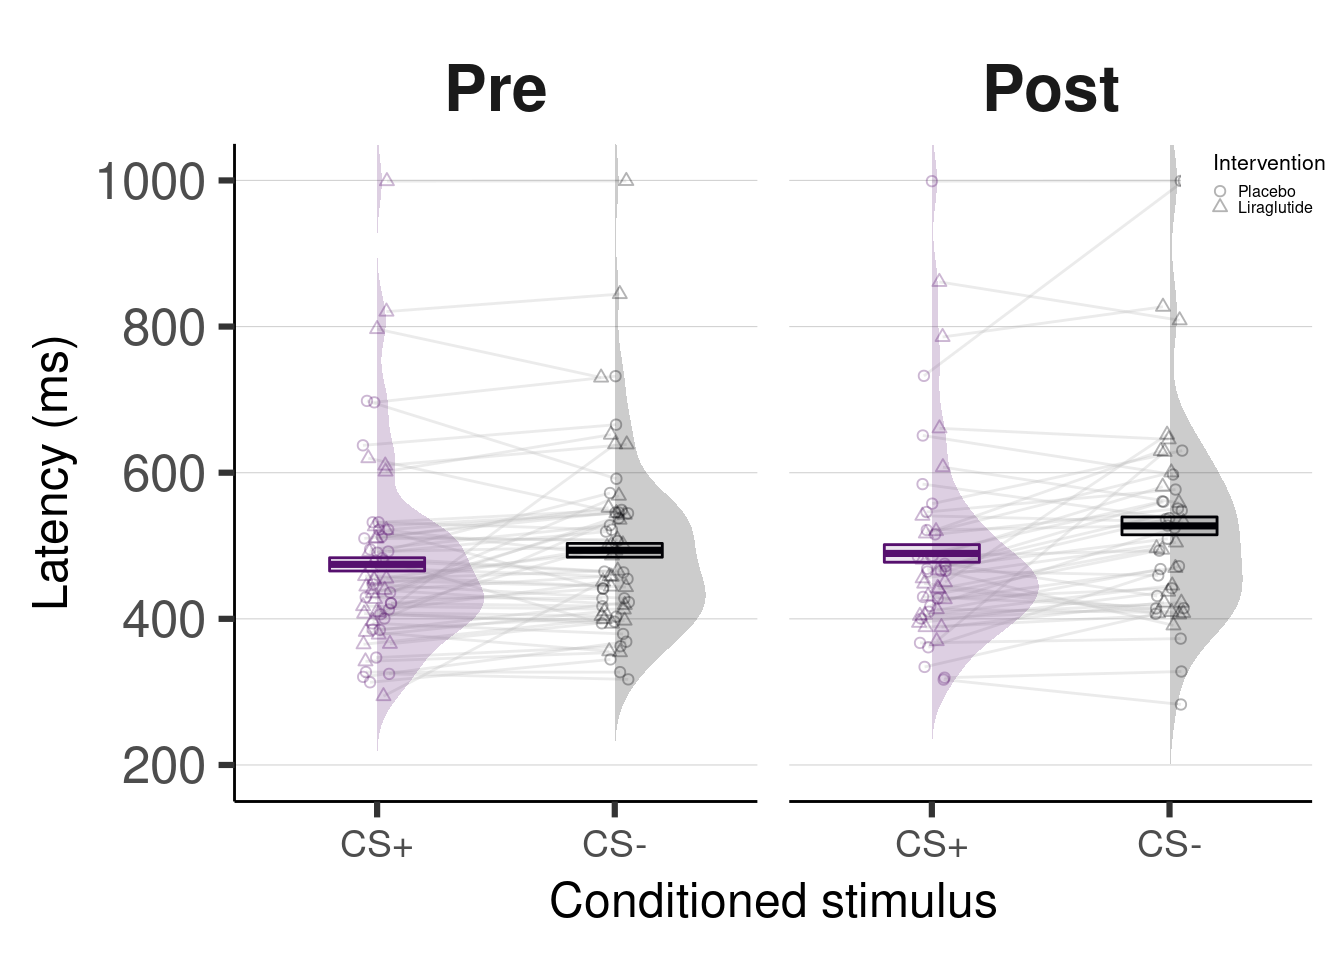 Pre
Post
Intervention
Placebo
Liraglutide
Latency (ms)
1000
800
600
400
200
CS+
CS-
CS+
CS-
Conditioned stimulus